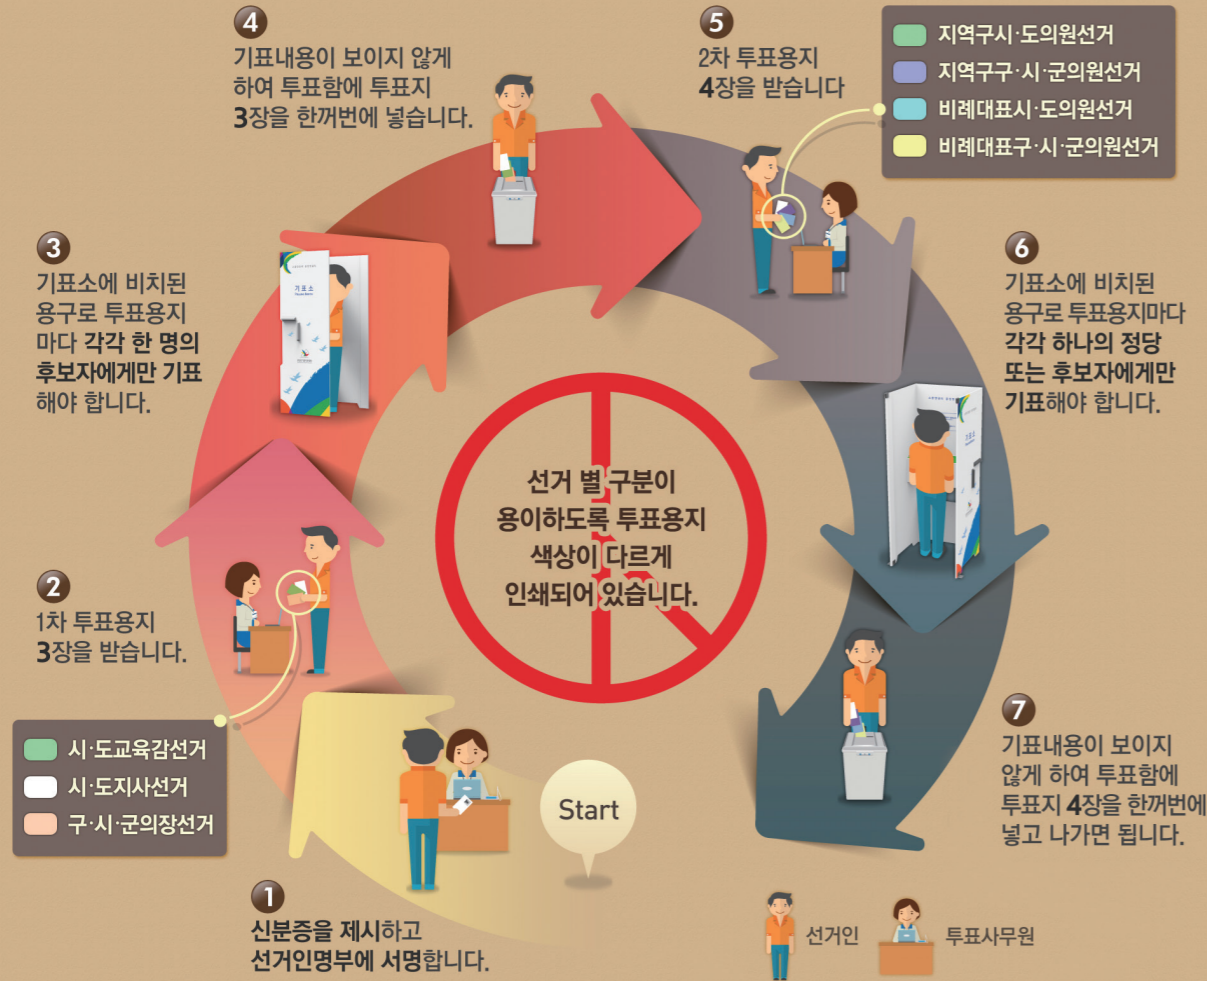 Start
1
신분증을 제시하고
선거인명부에 서명합니다.
2
1차 투표용지
3장을 받습니다.
시·도교육감선거
시·도지사선거
구·시·군의장선거
3
기표소에 비치된
용구로 투표용지
마다 각각 한 명의
후보자에게만 기표
해야 합니다.
기표소
4
기표내용이 보이지 않게
하여 투표함에 투표지
3장을 한꺼번에 넣습니다.
5
2차 투표용지
4장을 받습니다
지역구시·도의원선거
지역구구·시·군의원선거
비례대표시·도의원선거
비례대표구·시·군의원선거
6
기표소에 비치된
용구로 투표용지마다
각각 하나의 정당
또는 후보자에게만
기표해야 합니다.
기표소
7
기표내용이 보이지
않게 하여 투표함에
투표지 4장을 한꺼번에
넣고 나가면 됩니다.
선거 별 구분이
용이하도록 투표용지
색상이 다르게
인쇄되어 있습니다.
선거인
투표사무원